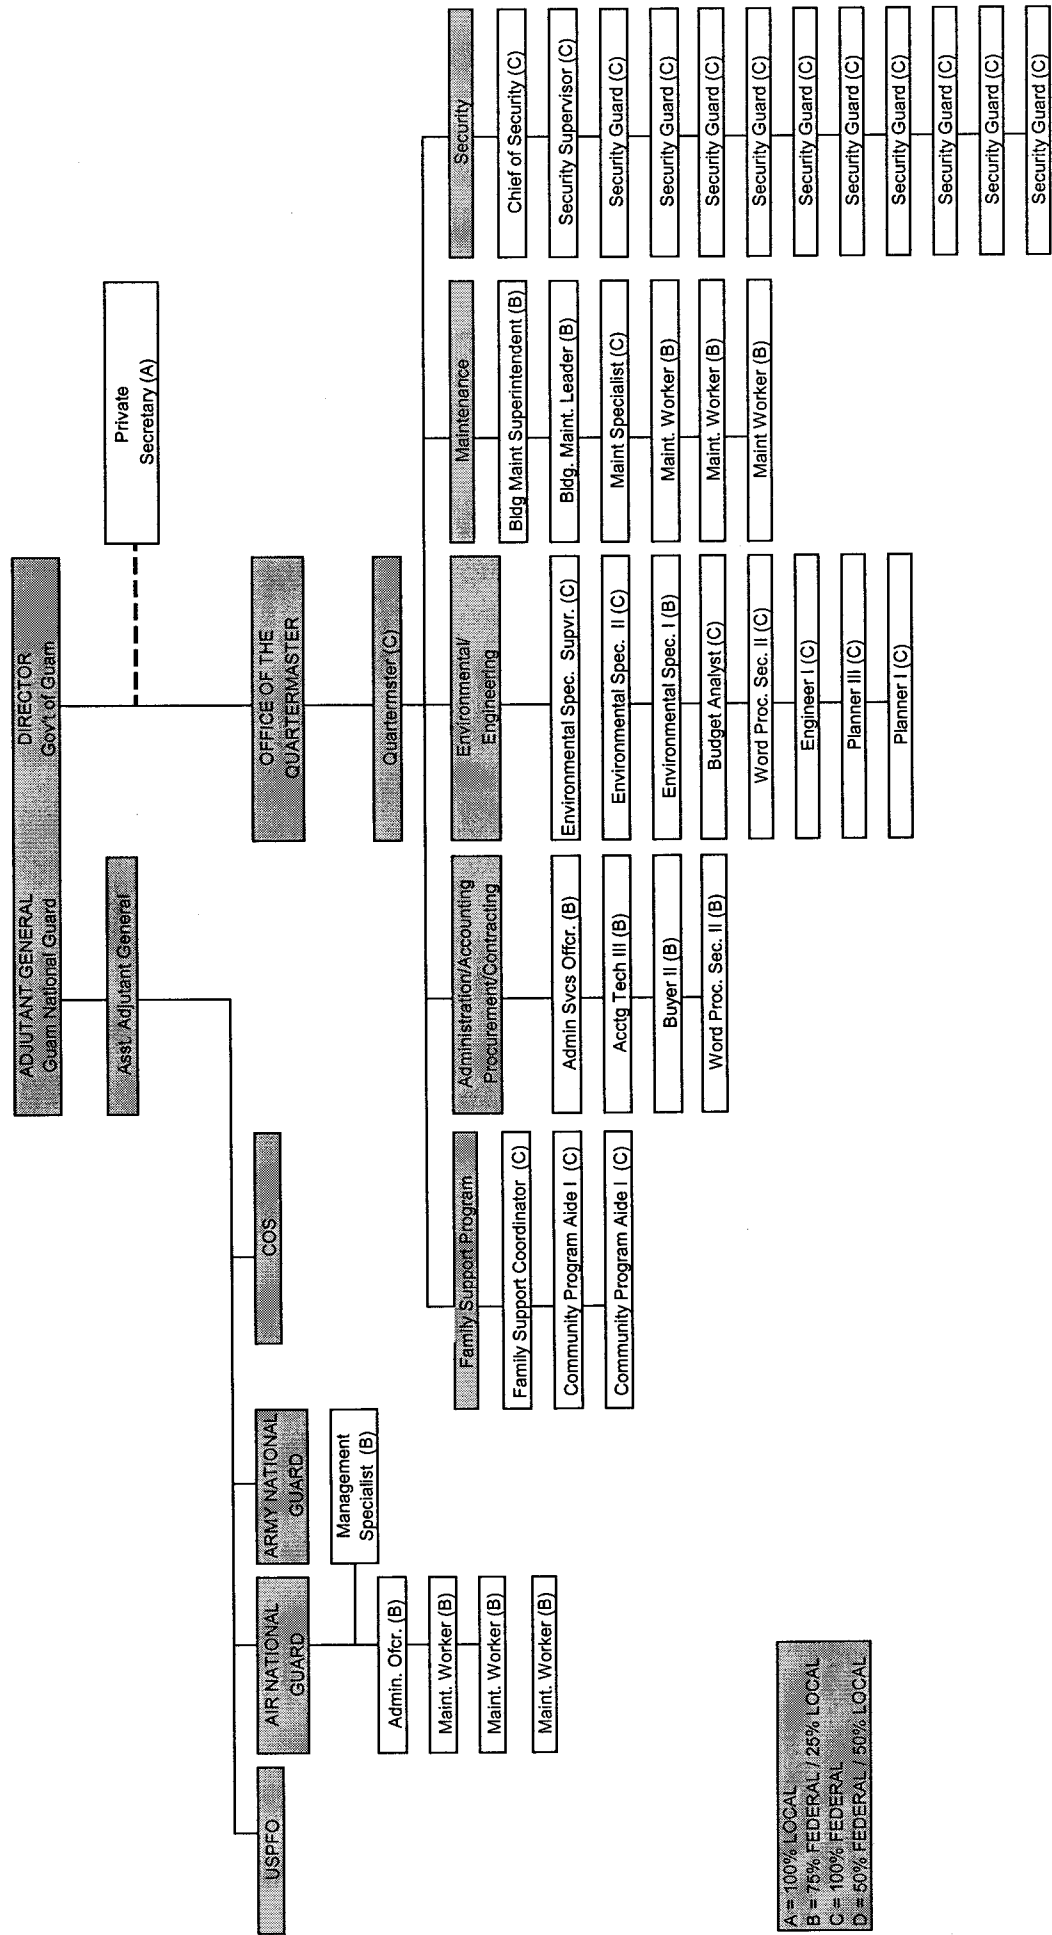 ADJUTANT GENERAL
Guam National Guard
DIRECTOR
Gov't of Guam
Private
Secretary (A)
Asst. Adjutant General
USPFO
AIR NATIONAL
GUARD
ARMY NATIONAL
GUARD
COS
OFFICE OF THE
QUARTERMASTER
Management
Specialist (B)
Admin. Ofcr. (B)
Maint. Worker (B)
Maint. Worker (B)
Maint. Worker (B)
Quartermster (C)
Family Support Program
Family Support Coordinator (C)
Community Program Aide I (C)
Community Program Aide I (C)
Administration/Accounting
Procurement/Contracting
Admin Svcs Offcr. (B)
Acctg Tech III (B)
Buyer II (B)
Word Proc. Sec. II (B)
Environmental/
Engineering
Environmental Spec. Supvr. (C)
Environmental Spec. II (C)
Environmental Spec. I (B)
Budget Analyst (C)
Word Proc. Sec. II (C)
Engineer I (C)
Planner III (C)
Planner I (C)
Maintenance
Bldg Maint Superintendent (B)
Bldg. Maint. Leader (B)
Maint Specialist (C)
Maint. Worker (B)
Maint. Worker (B)
Maint Worker (B)
Security
Chief of Security (C)
Security Supervisor (C)
Security Guard (C)
Security Guard (C)
Security Guard (C)
Security Guard (C)
Security Guard (C)
Security Guard (C)
Security Guard (C)
Security Guard (C)
Security Guard (C)
Security Guard (C)
A = 100% LOCAL
B = 75% FEDERAL / 25% LOCAL
C = 100% FEDERAL
D = 50% FEDERAL / 50% LOCAL